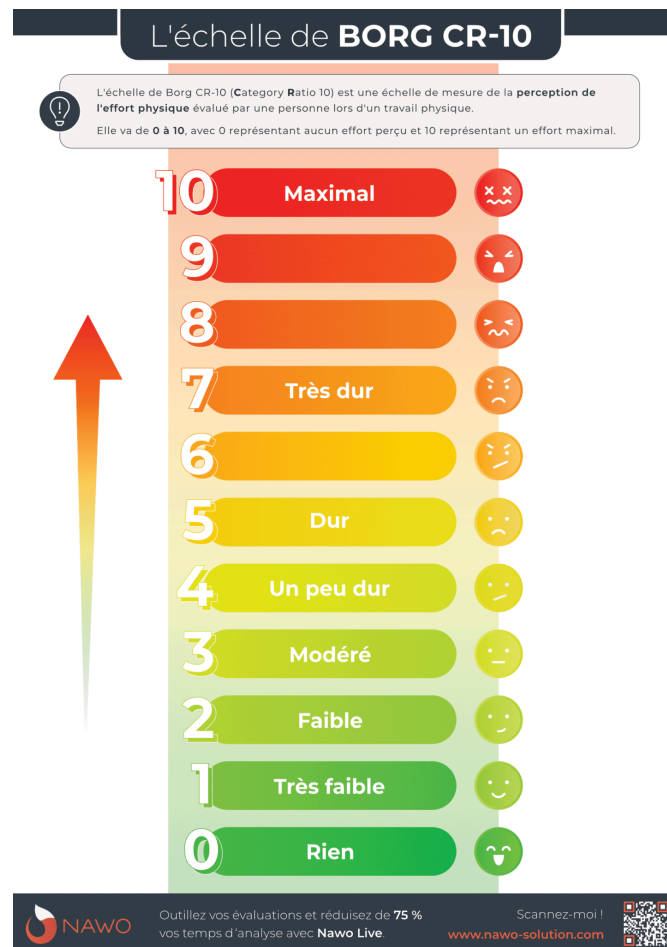 L'échelle de BORG CR-10
L'échelle de Borg CR-10 (Category Ratio 10) est une échelle de mesure de la perception de
l'effort physique évalué par une personne lors d'un travail physique.
Elle va de 0 à 10, avec 0 représentant aucun effort perçu et 10 représentant un effort maximal.
10 Maximal
9
8
7 Très dur
6
5 Dur
4 Un peu dur
3 Modéré
2 Faible
1 Très faible
0 Rien
NAWO
Outillez vos évaluations et réduisez de 75 %
vos temps d'analyse avec Nawo Live.
Scannez-moi !
www.nawo-solution.com